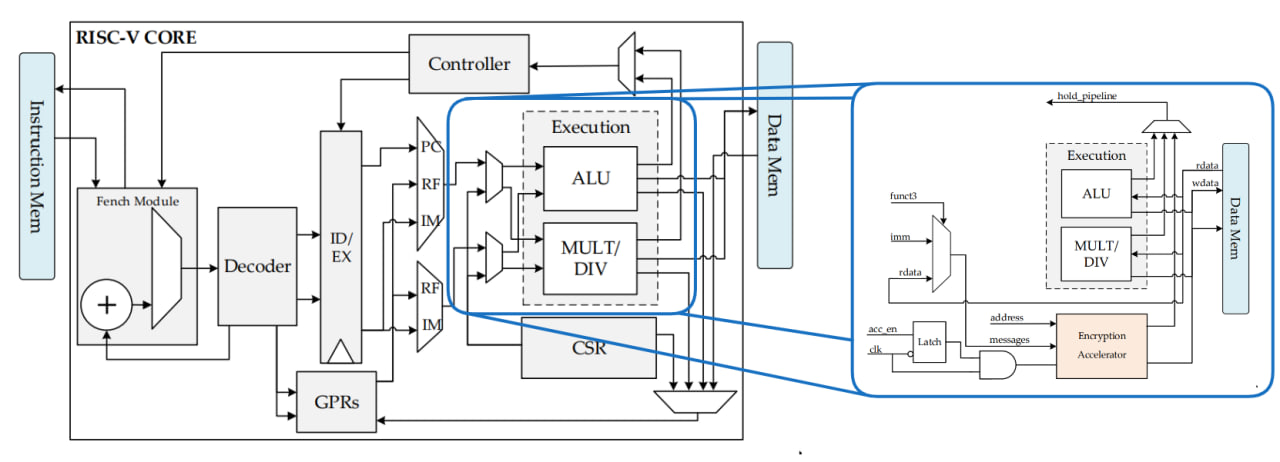 RISC-V CORE
Instruction Mem
Controller
Fench Module
Decoder
ID/
EX
GPRs
PC
RF
IM
RF
IM
Execution
ALU
MULT/
DIV
CSR
Data Mem
hold_pipeline
Execution
ALU
MULT/
DIV
rdata
wdata
Data Mem
funct3
imm
rdata
address
messages
acc_en
clk
Latch
Encryption
Accelerator